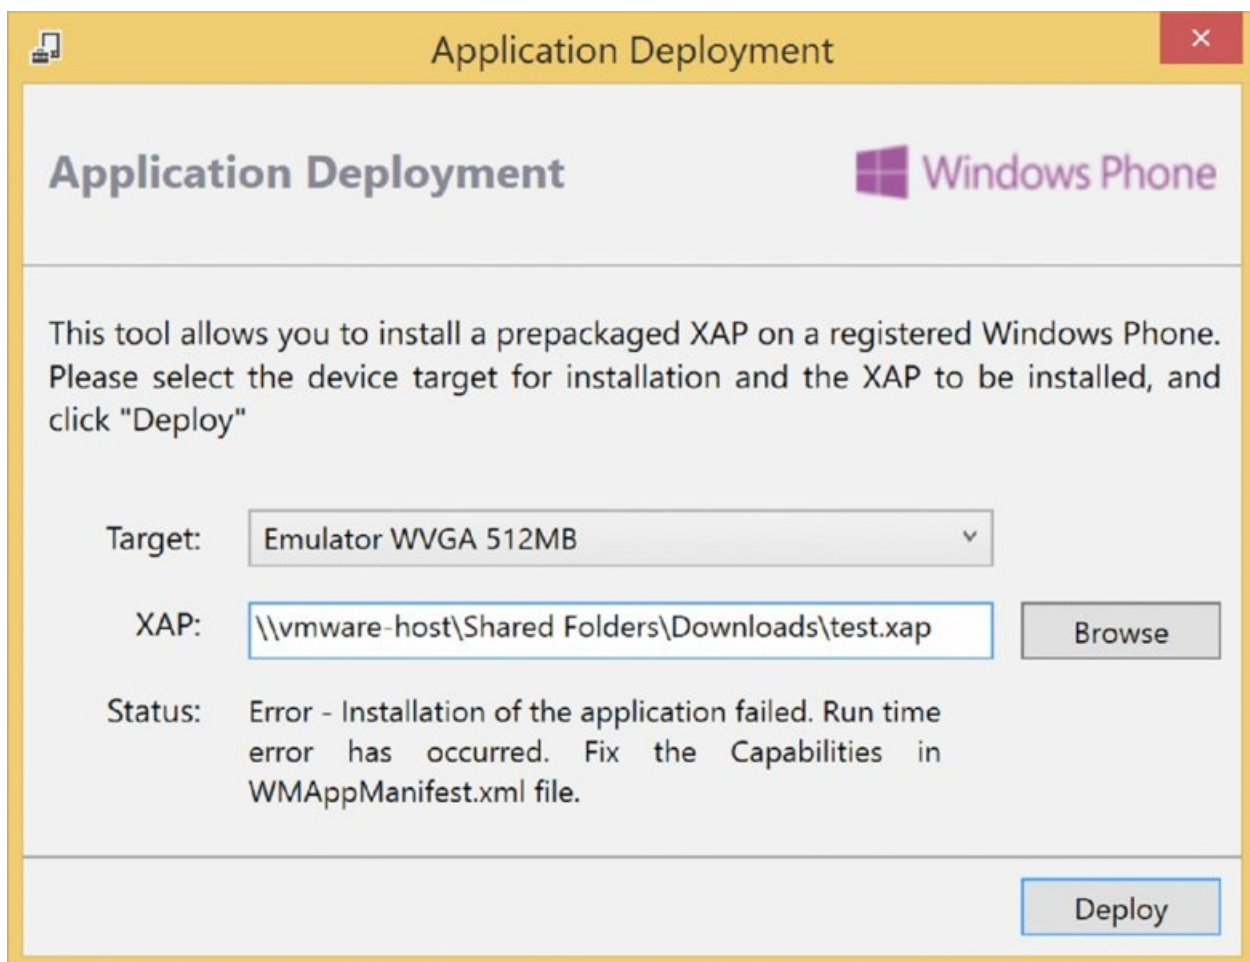 Application Deployment
Application Deployment
Windows Phone
This tool allows you to install a prepackaged XAP on a registered Windows Phone.
Please select the device target for installation and the XAP to be installed, and
click "Deploy"
Target: Emulator WVGA 512MB
XAP: \\vmware-host\Shared Folders\Downloads\test.xap Browse
Status: Error - Installation of the application failed. Run time
error has occurred. Fix the Capabilities in
WMAppManifest.xml file.
Deploy